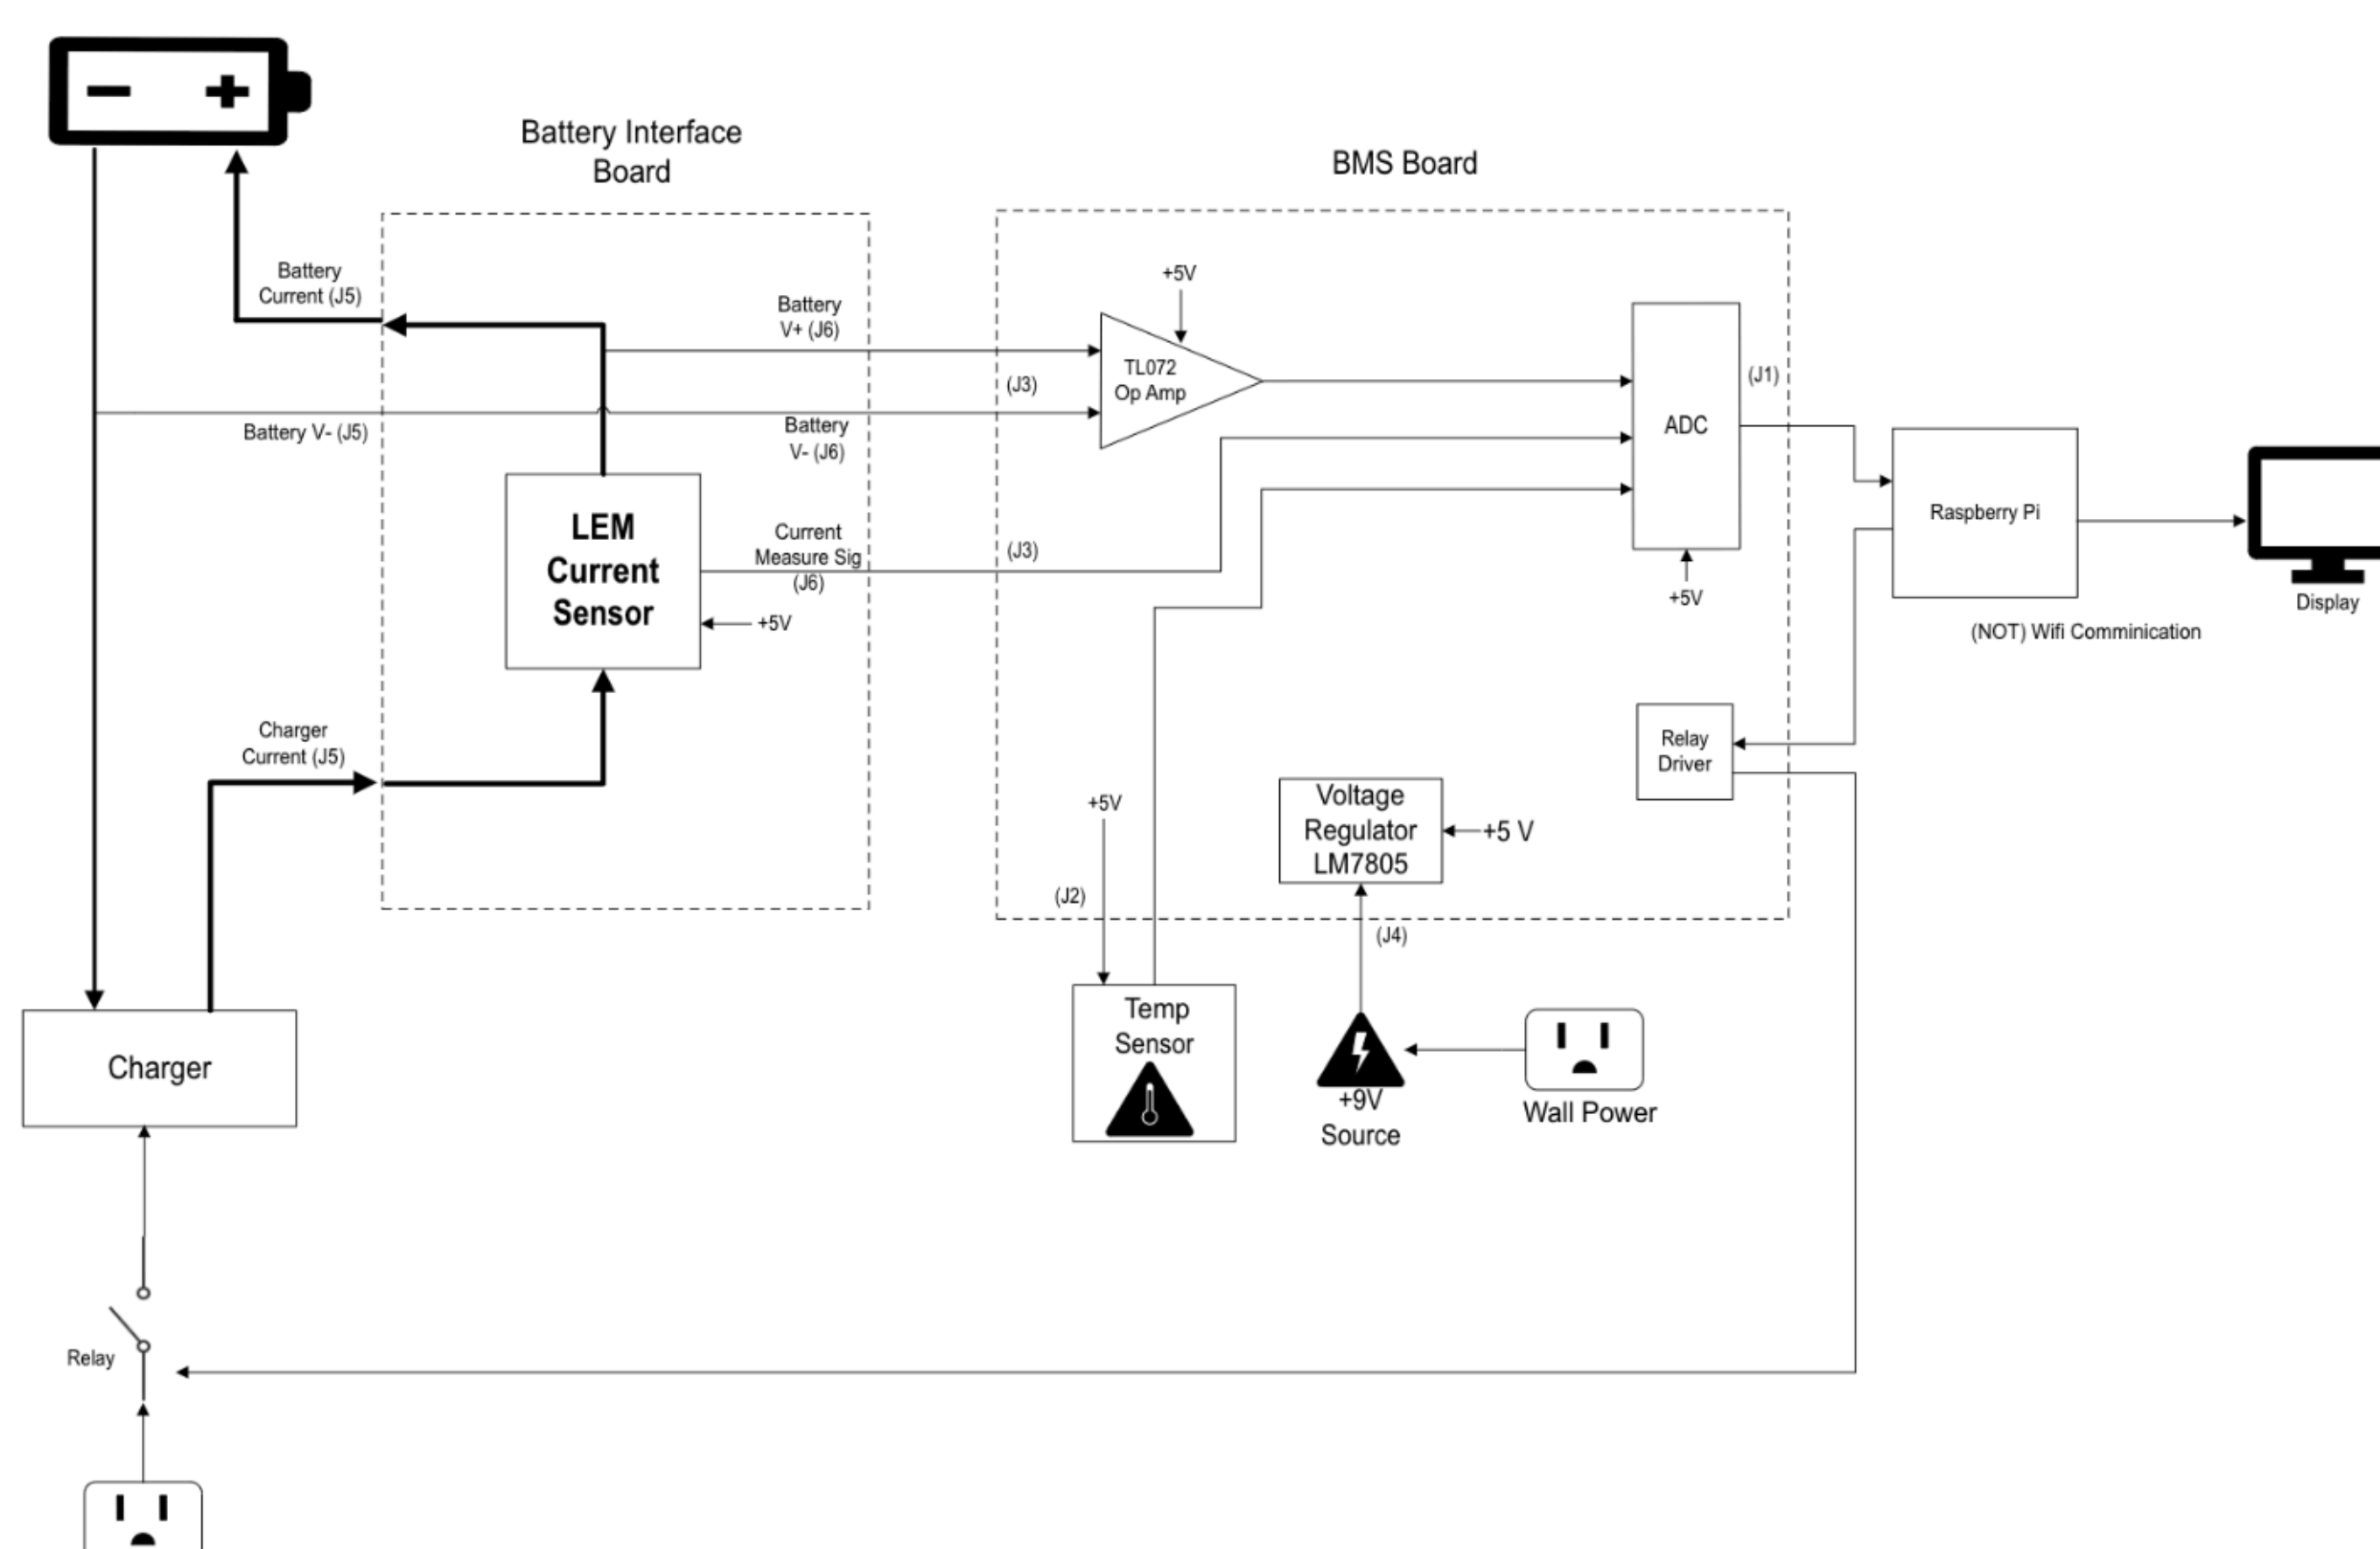 Battery Interface
Board
BMS Board
Battery
Current (J5)
Battery
V+ (J6)
+5V
TL072
Op Amp
(J3)
(J1)
ADC
Battery V- (J5)
Battery
V- (J6)
LEM
Current
Sensor
Current
Measure Sig
(J6)
(J3)
+5V
+5V
Raspberry Pi
Display
(NOT) Wifi Comminication
Charger
Current (J5)
Relay
Driver
+5V
Voltage
Regulator
LM7805
+5 V
(J2)
(J4)
Charger
Temp
Sensor
+9V
Source
Wall Power
Relay